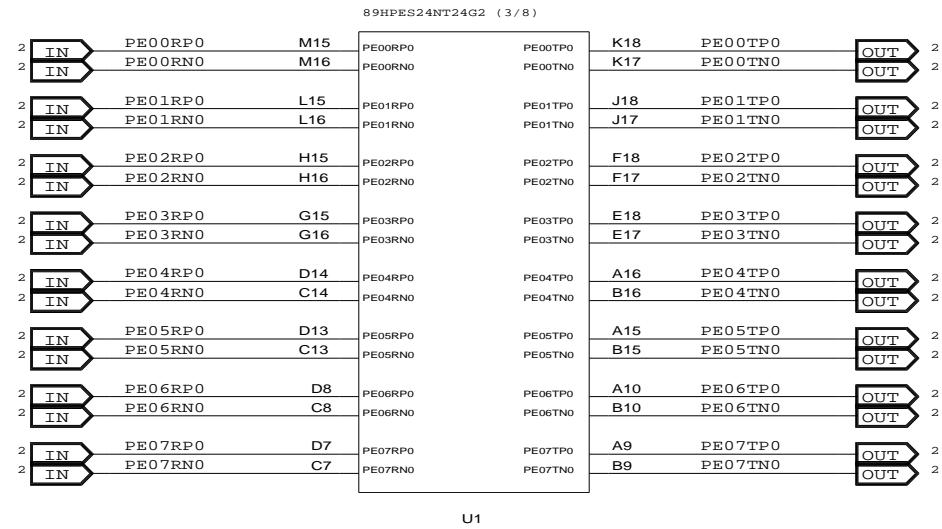 89HPES24NT24G2 (3/8)
2 IN PE00RP0 M15 PE00RP0 PE00TP0 K18 PE00TP0 OUT 2
2 IN PE00RN0 M16 PE00RN0 PE00TN0 K17 PE00TN0 OUT 2
2 IN PE01RP0 L15 PE01RP0 PE01TP0 J18 PE01TP0 OUT 2
2 IN PE01RN0 L16 PE01RN0 PE01TN0 J17 PE01TN0 OUT 2
2 IN PE02RP0 H15 PE02RP0 PE02TP0 F18 PE02TP0 OUT 2
2 IN PE02RN0 H16 PE02RN0 PE02TN0 F17 PE02TN0 OUT 2
2 IN PE03RP0 G15 PE03RP0 PE03TP0 E18 PE03TP0 OUT 2
2 IN PE03RN0 G16 PE03RN0 PE03TN0 E17 PE03TN0 OUT 2
2 IN PE04RP0 D14 PE04RP0 PE04TP0 A16 PE04TP0 OUT 2
2 IN PE04RN0 C14 PE04RN0 PE04TN0 B16 PE04TN0 OUT 2
2 IN PE05RP0 D13 PE05RP0 PE05TP0 A15 PE05TP0 OUT 2
2 IN PE05RN0 C13 PE05RN0 PE05TN0 B15 PE05TN0 OUT 2
2 IN PE06RP0 D8 PE06RP0 PE06TP0 A10 PE06TP0 OUT 2
2 IN PE06RN0 C8 PE06RN0 PE06TN0 B10 PE06TN0 OUT 2
2 IN PE07RP0 D7 PE07RP0 PE07TP0 A9 PE07TP0 OUT 2
2 IN PE07RN0 C7 PE07RN0 PE07TN0 B9 PE07TN0 OUT 2
U1